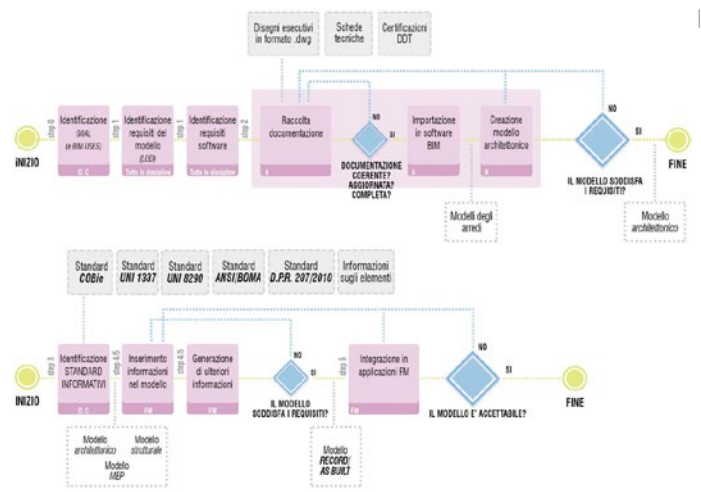 Disegni esecutivi
in formato .dwg
Schede
tecniche
Certificazioni
DDT
NO
NO
step 0
Identificazione
GOAL
(e BIM USES)
D, C
step 1
Identificazione
requisiti del
modello
(LOD)
Tutte le discipline
step 1
Identificazione
requisiti
software
Tutte le discipline
step 2
Raccolta
documentazione
A
SI
Importazione
in software
BIM
A
Creazione
modello
architettonico
A
SI
INIZIO
FINE
DOCUMENTAZIONE
COERENTE?
AGGIORNATA?
COMPLETA?
IL MODELLO SODDISFA
I REQUISITI?
Modelli degli
arredi
Modello
architettonico
Standard
COBie
Standard
UNI 1337
Standard
UNI 8290
Standard
ANSI/BOMA
Standard
D.P.R. 207/2010
Informazioni
sugli elementi
NO
NO
step 3
Identificazione
STANDARD
INFORMATIVI
D, C
step 4/5
Inserimento
informazioni
nel modello
FM
step 4/5
Generazione
di ulteriori
informazioni
FM
SI
Integrazione in
applicazioni FM
FM
SI
INIZIO
FINE
IL MODELLO
SODDISFA I REQUISITI?
IL MODELLO E' ACCETTABILE?
Modello
architettonico
Modello
strutturale
Modello
MEP
Modello
RECORD/
AS BUILT